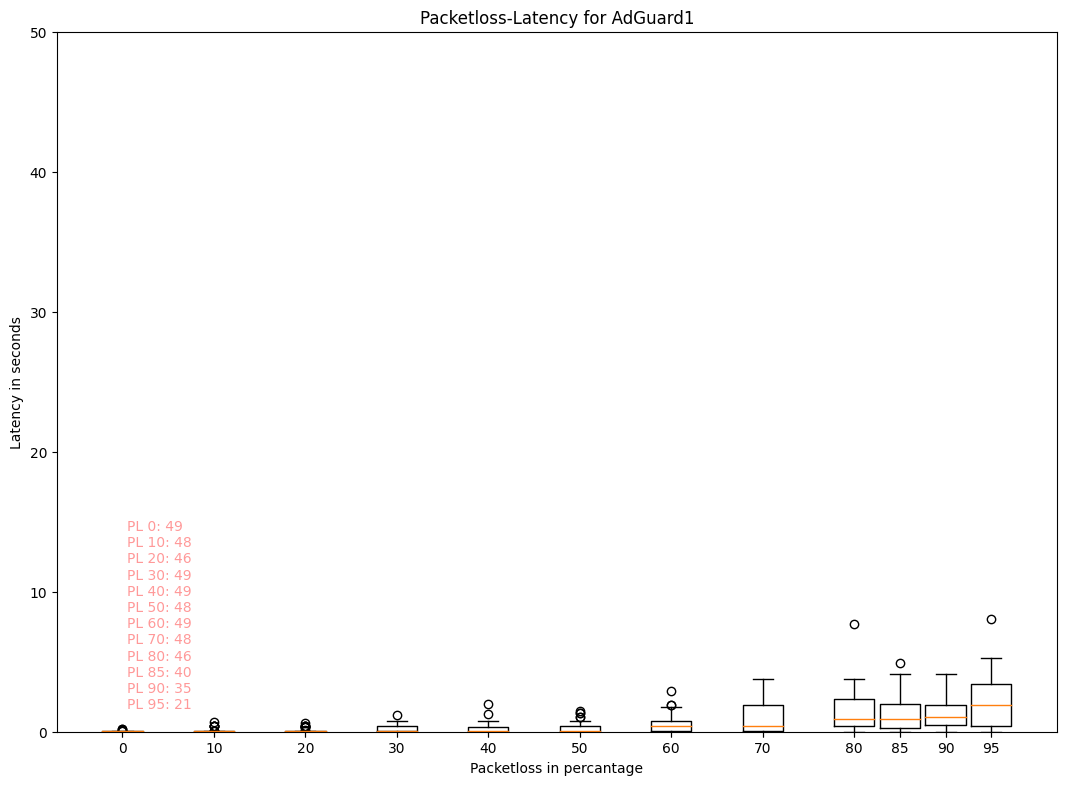 Packetloss-Latency for AdGuard1
50
40
30
20
10
0
Latency in seconds
PL 0: 49
PL 10: 48
PL 20: 46
PL 30: 49
PL 40: 49
PL 50: 48
PL 60: 49
PL 70: 48
PL 80: 46
PL 85: 40
PL 90: 35
PL 95: 21
0 10 20 30 40 50 60 70 80 85 90 95
Packetloss in percantage